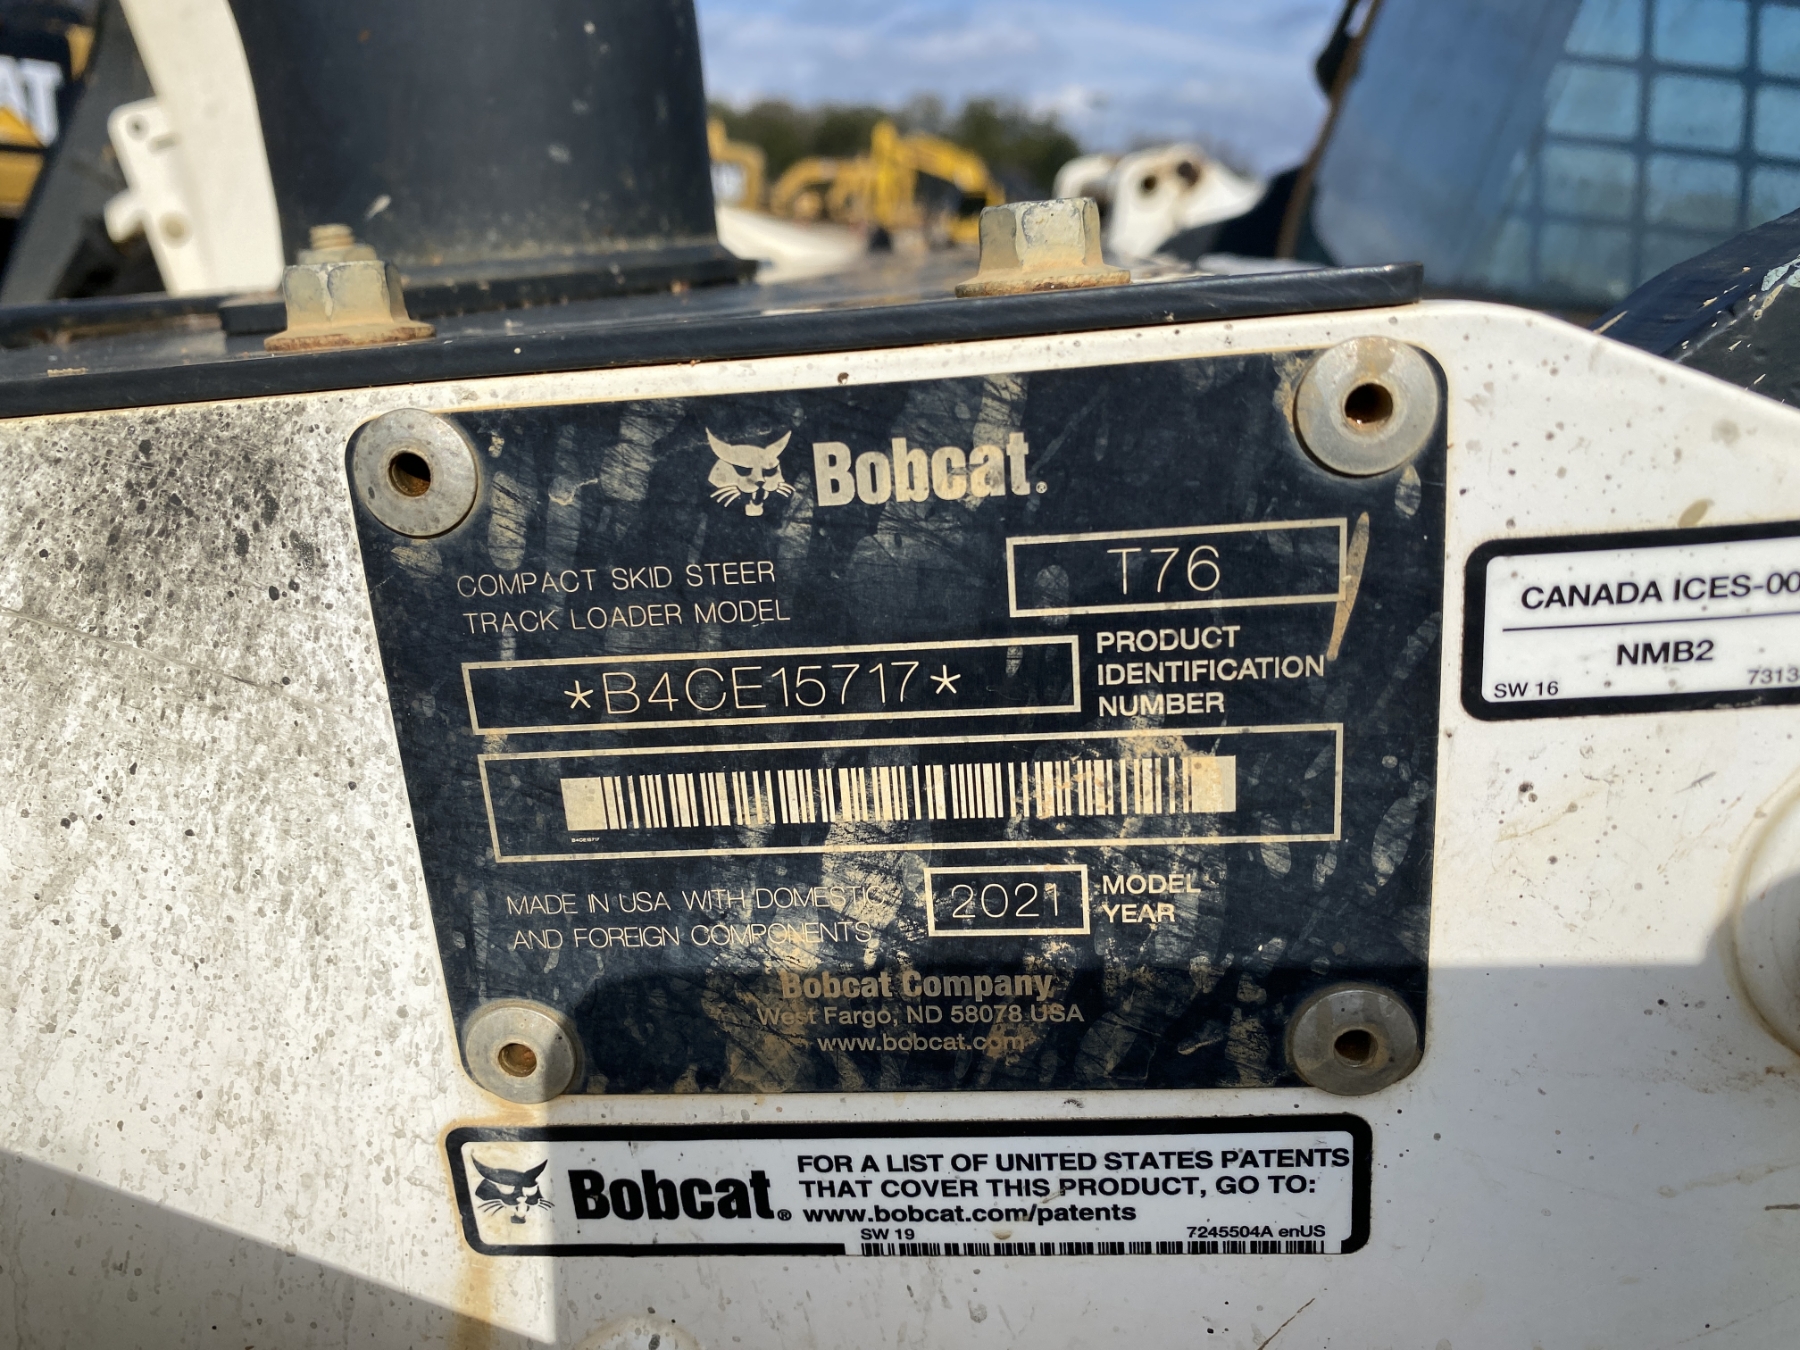 AT
Bobcat®
COMPACT SKID STEER
TRACK LOADER MODEL
T76
*B4CE15717*
PRODUCT
IDENTIFICATION
NUMBER
B4CE15717
MADE IN USA WITH DOMESTIC
AND FOREIGN COMPONENTS
2021
MODEL
YEAR
Bobcat Company
West Fargo, ND 58078 USA
www.bobcat.com
CANADA ICES-00
NMB2
SW 16
7313
Bobcat®
FOR A LIST OF UNITED STATES PATENTS
THAT COVER THIS PRODUCT, GO TO:
www.bobcat.com/patents
SW 19
7245504A enUS